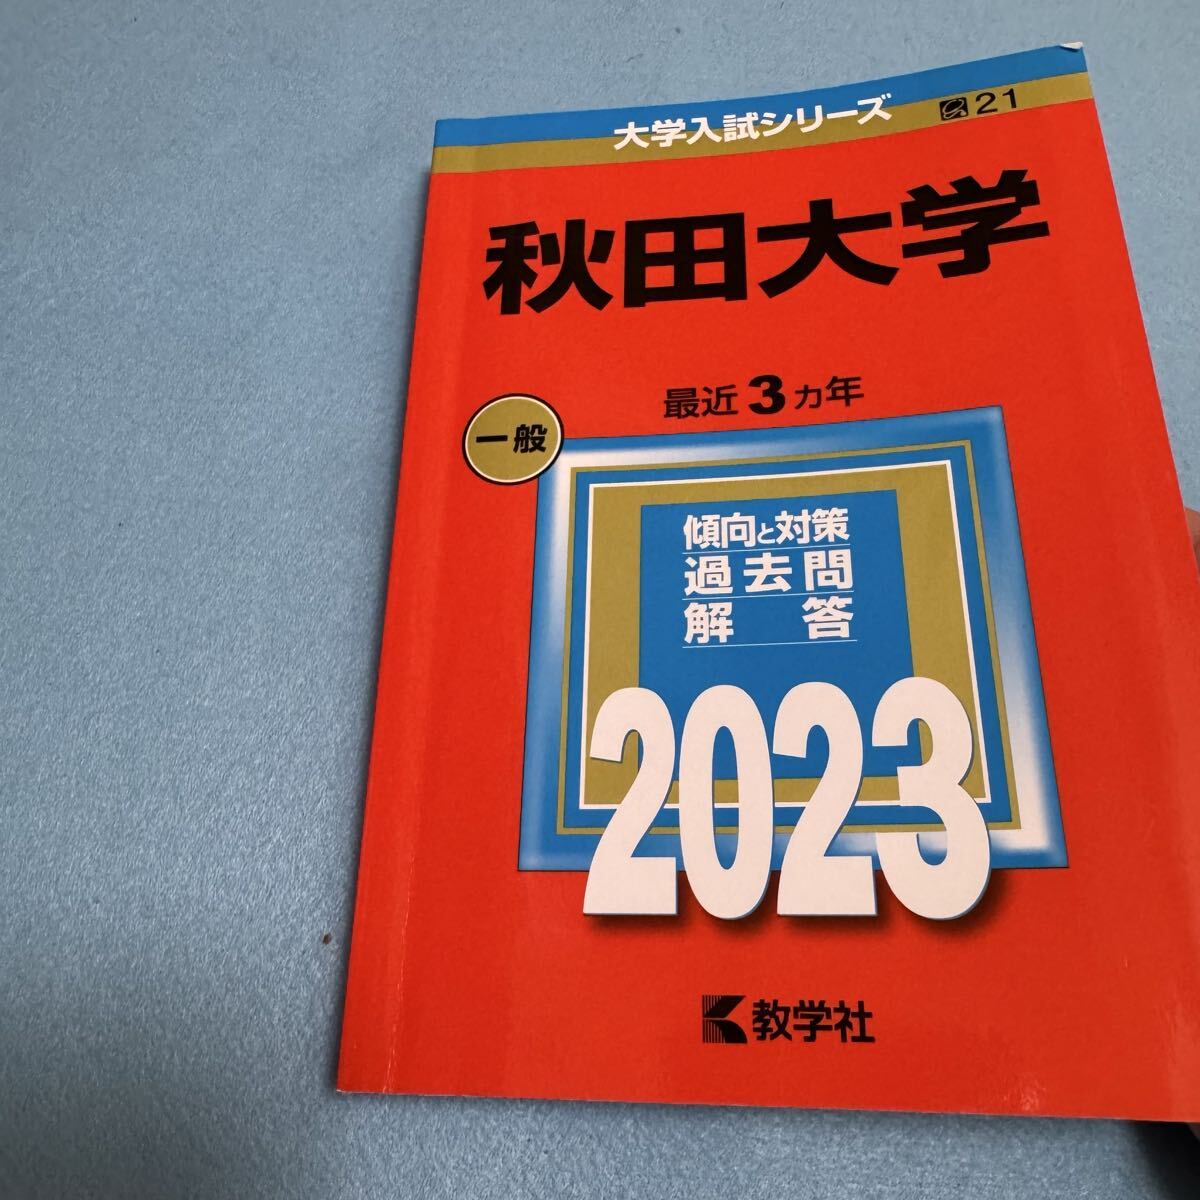 大学入試シリーズ
21
秋田大学
最近3カ年
一般
傾向と対策
過去問
解答
2023
教学社